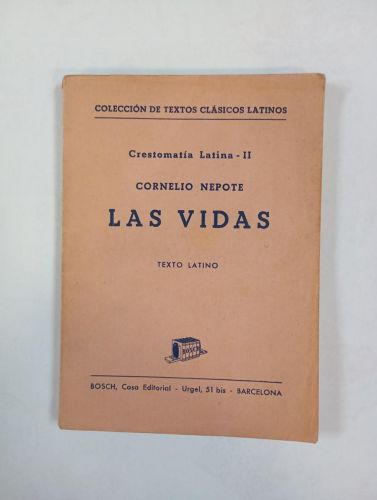 COLECCIÓN DE TEXTOS CLÁSICOS LATINOS
Crestomatía Latina - II
CORNELIO NEPOTE
LAS VIDAS
TEXTO LATINO
BOSCH
BOSCH, Casa Editorial - Urgel, 51 bis - BARCELONA